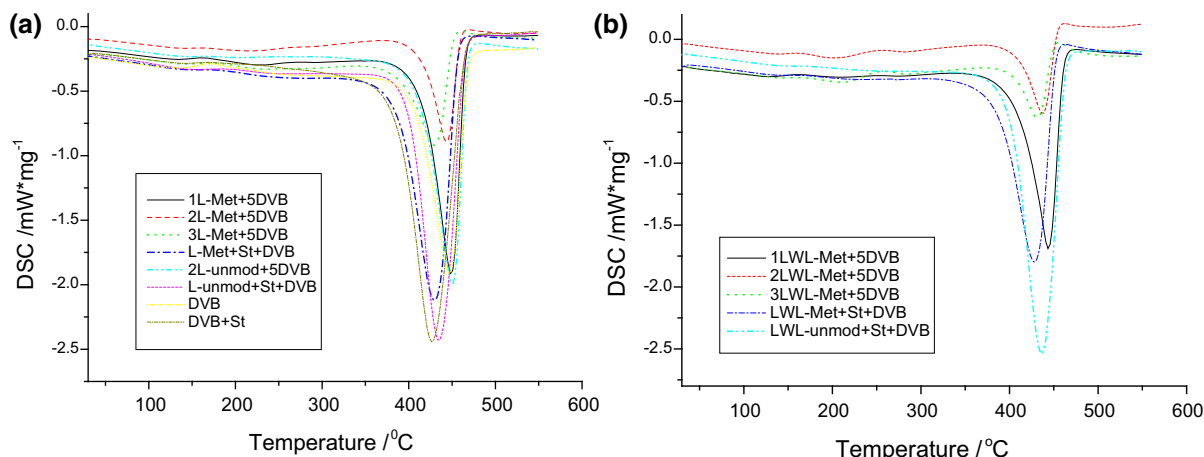 (a)
0.0
-0.5
-1.0
-1.5
-2.0
-2.5
DSC /mW*mg⁻¹
1L-Met+5DVB
2L-Met+5DVB
3L-Met+5DVB
L-Met+St+DVB
2L-unmod+5DVB
L-unmod+St+DVB
DVB
DVB+St
100 200 300 400 500 600
Temperature /⁰C
(b)
0.0
-0.5
-1.0
-1.5
-2.0
-2.5
DSC /mW*mg⁻¹
1LWL-Met+5DVB
2LWL-Met+5DVB
3LWL-Met+5DVB
LWL-Met+St+DVB
LWL-unmod+St+DVB
100 200 300 400 500 600
Temperature /°C